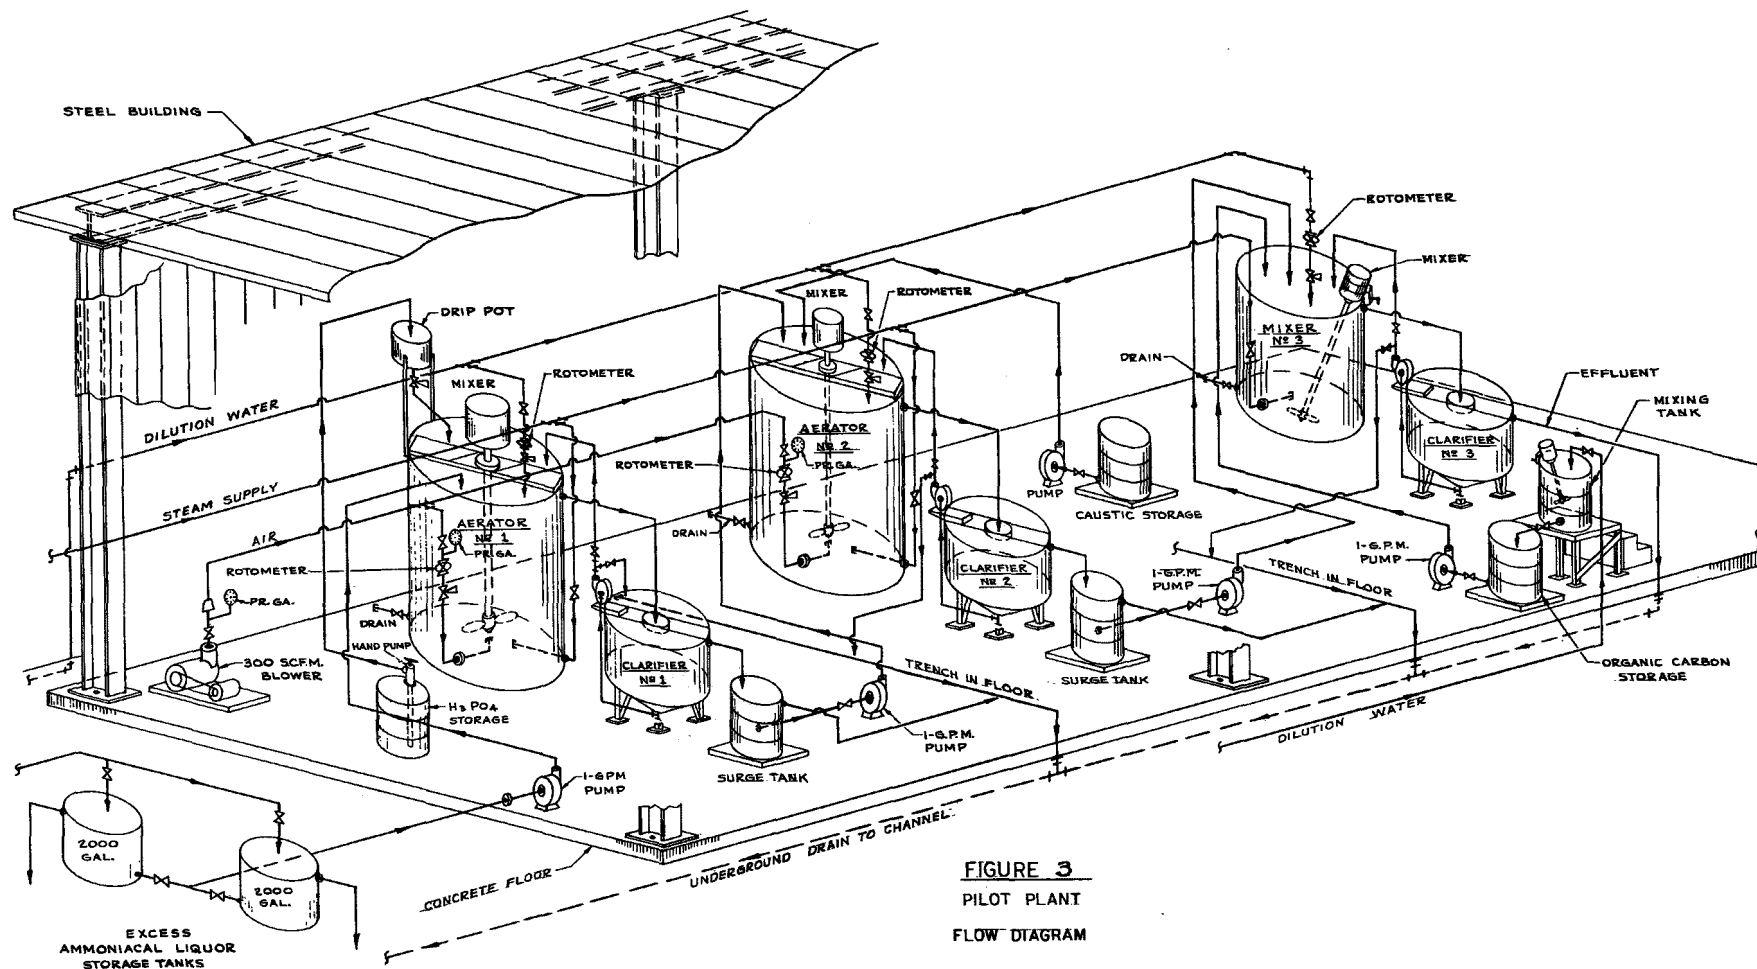 STEEL BUILDING
DRIP POT
MIXER
ROTOMETER
MIXER
ROTOMETER
ROTOMETER
MIXER
MIXER
Nº 3
DRAIN
EFFLUENT
MIXING
TANK
CLARIFIER
Nº 3
DILUTION WATER
STEAM SUPPLY
AIR
AERATOR
Nº 2
PR.GA.
ROTOMETER
DRAIN
PUMP
CAUSTIC STORAGE
AERATOR
Nº 1
PR.GA.
ROTOMETER
PR.GA.
DRAIN
HAND PUMP
300 S.C.F.M.
BLOWER
H3 PO4
STORAGE
CLARIFIER
Nº 1
CLARIFIER
Nº 2
1-G.P.M.
PUMP
1-G.P.M.
PUMP
TRENCH IN FLOOR
TRENCH IN FLOOR
ORGANIC CARBON
STORAGE
SURGE TANK
SURGE TANK
1-G.P.M.
PUMP
1-GPM
PUMP
DILUTION WATER
UNDERGROUND DRAIN TO CHANNEL
CONCRETE FLOOR
2000
GAL.
2000
GAL.
EXCESS
AMMONIACAL LIQUOR
STORAGE TANKS
FIGURE 3
PILOT PLANT
FLOW DIAGRAM